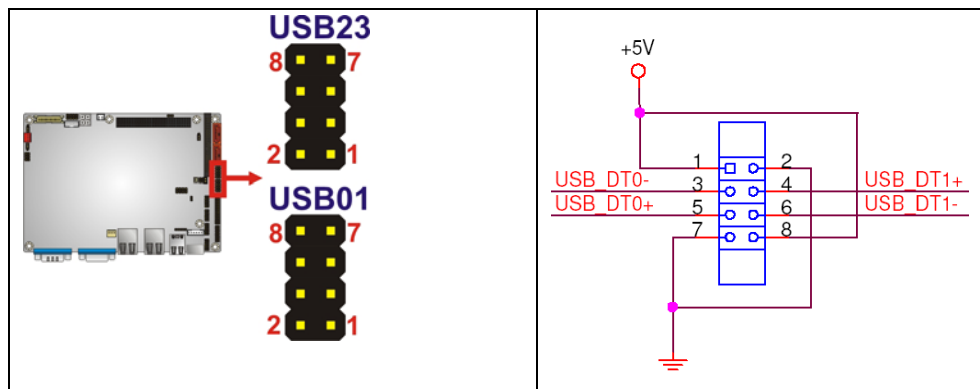 USB23
8 7
2 1
USB01
8 7
2 1
+5V
1 2
USB_DT0- 3 4 USB_DT1+
USB_DT0+ 5 6 USB_DT1-
7 8